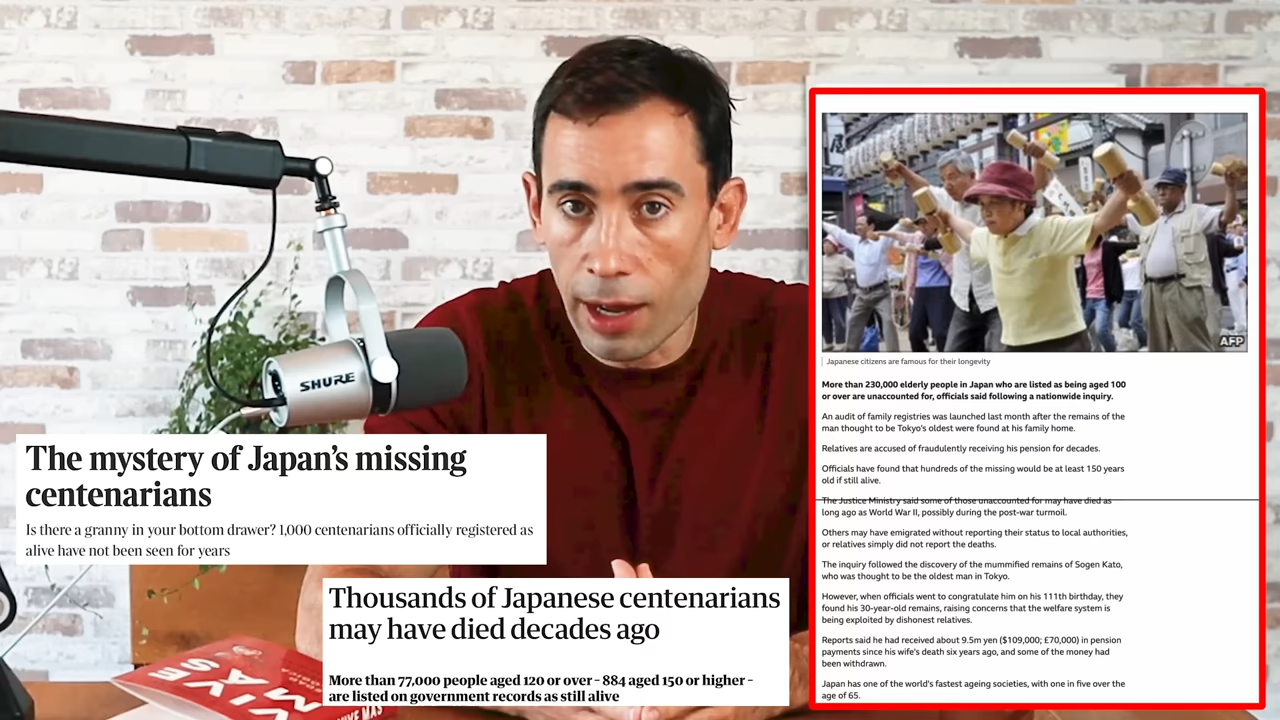 SHURE
The mystery of Japan's missing
centenarians
Is there a granny in your bottom drawer? 1,000 centenarians officially registered as
alive have not been seen for years
Thousands of Japanese centenarians
may have died decades ago
More than 77,000 people aged 120 or over – 884 aged 150 or higher –
are listed on government records as still alive
VIVE
MAS
AFP
Japanese citizens are famous for their longevity
More than 230,000 elderly people in Japan who are listed as being aged 100
or over are unaccounted for, officials said following a nationwide inquiry.
An audit of family registries was launched last month after the remains of the
man thought to be Tokyo's oldest were found at his family home.
Relatives are accused of fraudulently receiving his pension for decades.
Officials have found that hundreds of the missing would be at least 150 years
old if still alive.
The Justice Ministry said some of those unaccounted for may have died as
long ago as World War II, possibly during the post-war turmoil.
Others may have emigrated without reporting their status to local authorities,
or relatives simply did not report the deaths.
The inquiry followed the discovery of the mummified remains of Sogen Kato,
who was thought to be the oldest man in Tokyo.
However, when officials went to congratulate him on his 111th birthday, they
found his 30-year-old remains, raising concerns that the welfare system is
being exploited by dishonest relatives.
Reports said he had received about 9.5m yen ($109,000; £70,000) in pension
payments since his wife's death six years ago, and some of the money had
been withdrawn.
Japan has one of the world's fastest ageing societies, with one in five over the
age of 65.